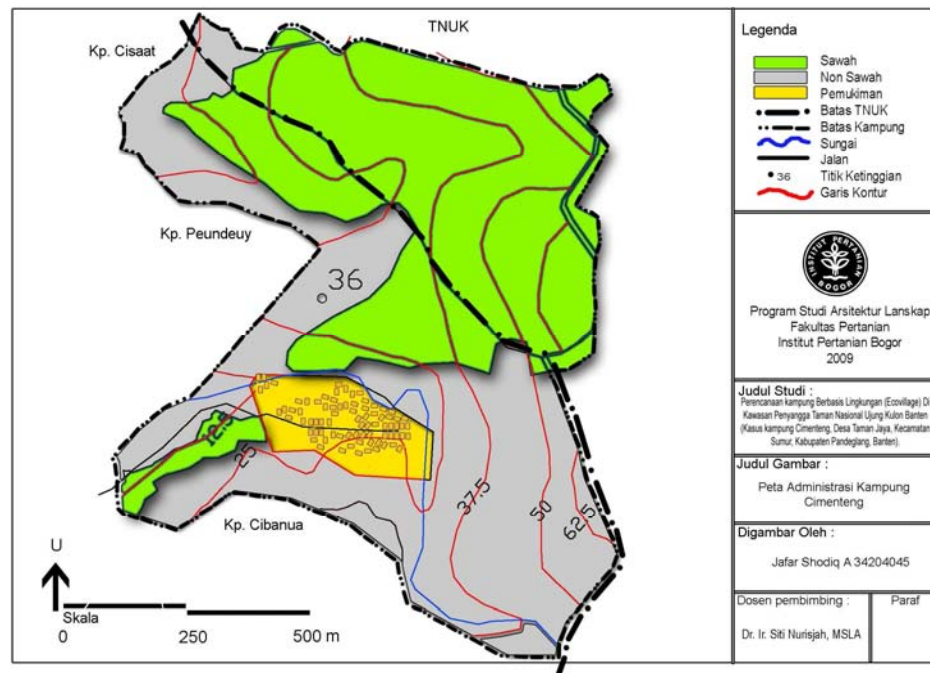 TNUK
Kp. Cisaat
Kp. Peundeuy
36
12.5
25
37.5
50
62.5
Kp. Cibanua
U
Skala
0 250 500 m
Legenda
Sawah
Non Sawah
Pemukiman
Batas TNUK
Batas Kampung
Sungai
Jalan
36 Titik Ketinggian
Garis Kontur
INSTITUT PERTANIAN
BOGOR
Program Studi Arsitektur Lanskap
Fakultas Pertanian
Institut Pertanian Bogor
2009
Judul Studi :
Perencanaan kampung Berbasis Lingkungan (Ecovillage) Di
Kawasan Penyangga Taman Nasional Ujung Kulon Banten
(Kasus kampung Cimenteng, Desa Taman Jaya, Kecamatan
Sumur, Kabupaten Pandeglang, Banten).
Judul Gambar :
Peta Administrasi Kampung
Cimenteng
Digambar Oleh :
Jafar Shodiq A 34204045
Dosen pembimbing : Paraf
Dr. Ir. Siti Nurisjah, MSLA